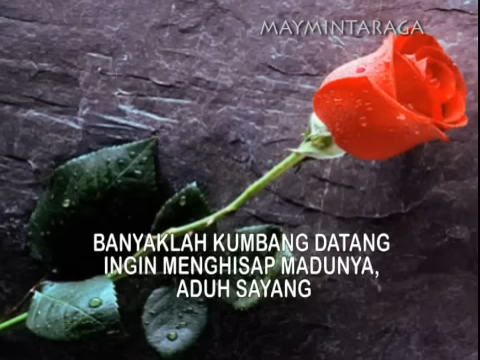 MAYMINTARAGA
BANYAKLAH KUMBANG DATANG
INGIN MENGHISAP MADUNYA,
ADUH SAYANG